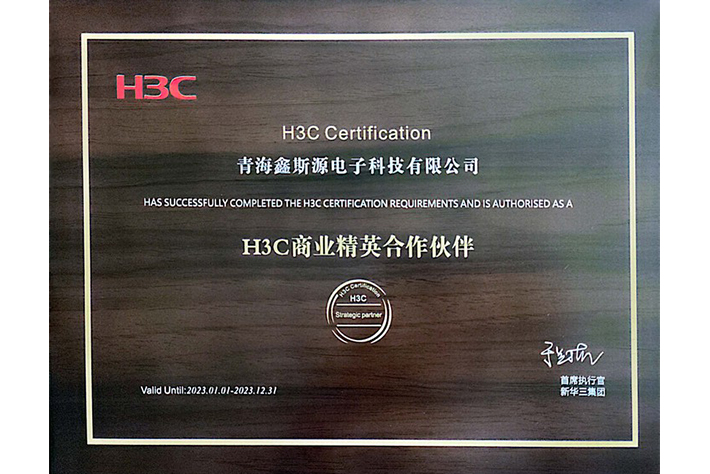 H3C
H3C Certification
青海鑫斯源电子科技有限公司
HAS SUCCESSFULLY COMPLETED THE H3C CERTIFICATION REQUIREMENTS AND IS AUTHORISED AS A
H3C商业精英合作伙伴
H3C Certification
H3C
Strategic partner
首席执行官
新华三集团
Valid Until:2023.01.01-2023.12.31